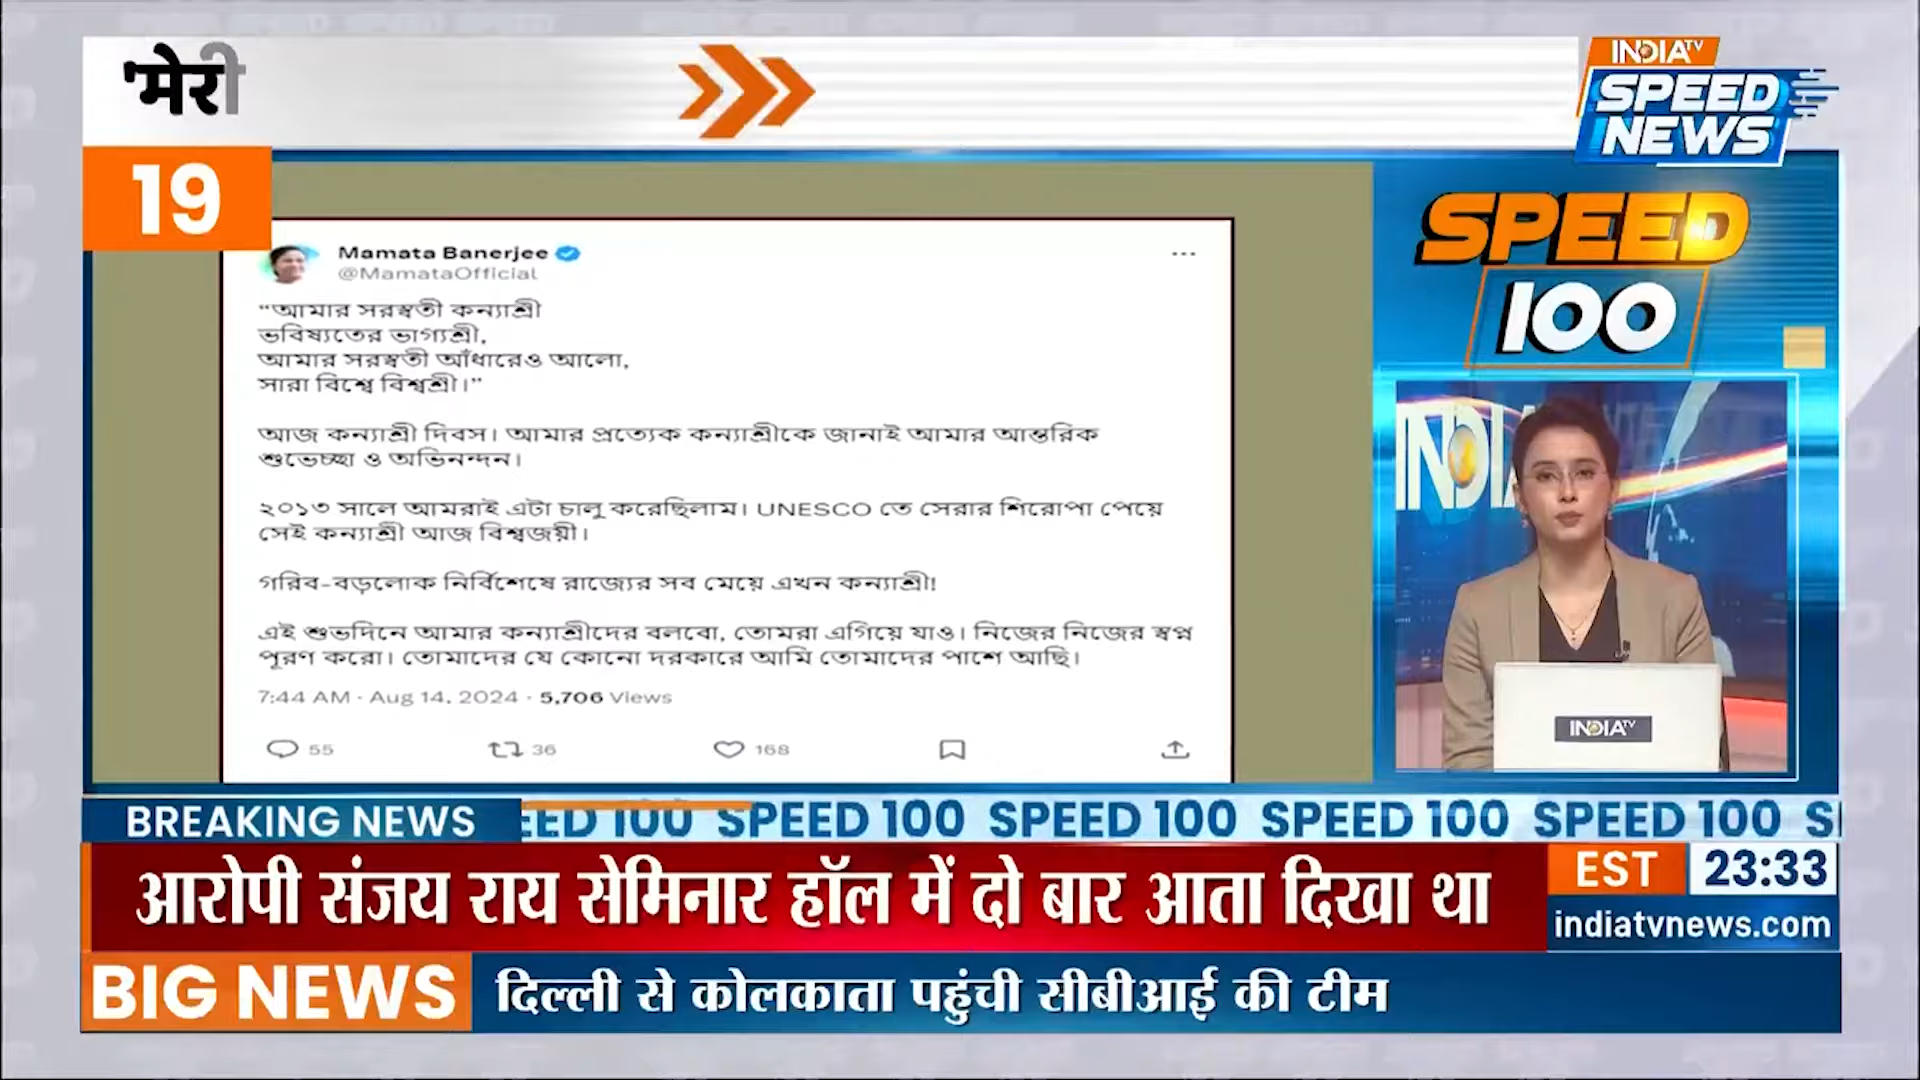 'मेरी
INDIA TV
SPEED
NEWS
19
SPEED
100
Mamata Banerjee
@MamataOfficial
“আমার সরস্বতী কন্যাশ্রী
ভবিষ্যতের ভাগ্যশ্রী,
আমার সরস্বতী আঁধারেও আলো,
সারা বিশ্বে বিশ্বশ্রী।”
আজ কন্যাশ্রী দিবস। আমার প্রত্যেক কন্যাশ্রীকে জানাই আমার আন্তরিক
শুভেচ্ছা ও অভিনন্দন।
২০১৩ সালে আমরাই এটা চালু করেছিলাম। UNESCO তে সেরার শিরোপা পেয়ে
সেই কন্যাশ্রী আজ বিশ্বজয়ী।
গরিব-বড়লোক নির্বিশেষে রাজ্যের সব মেয়ে এখন কন্যাশ্রী!
এই শুভদিনে আমার কন্যাশ্রীদের বলবো, তোমরা এগিয়ে যাও। নিজের নিজের স্বপ্ন
পূরণ করো। তোমাদের যে কোনো দরকারে আমি তোমাদের পাশে আছি।
7:44 AM · Aug 14, 2024 · 5,706 Views
55 36 168
INDIA
INDIA TV
BREAKING NEWS
EED 100 SPEED 100 SPEED 100 SPEED 100 SPEED 100 S
आरोपी संजय राय सेमिनार हॉल में दो बार आता दिखा था
EST 23:33
indiatvnews.com
BIG NEWS
दिल्ली से कोलकाता पहुंची सीबीआई की टीम